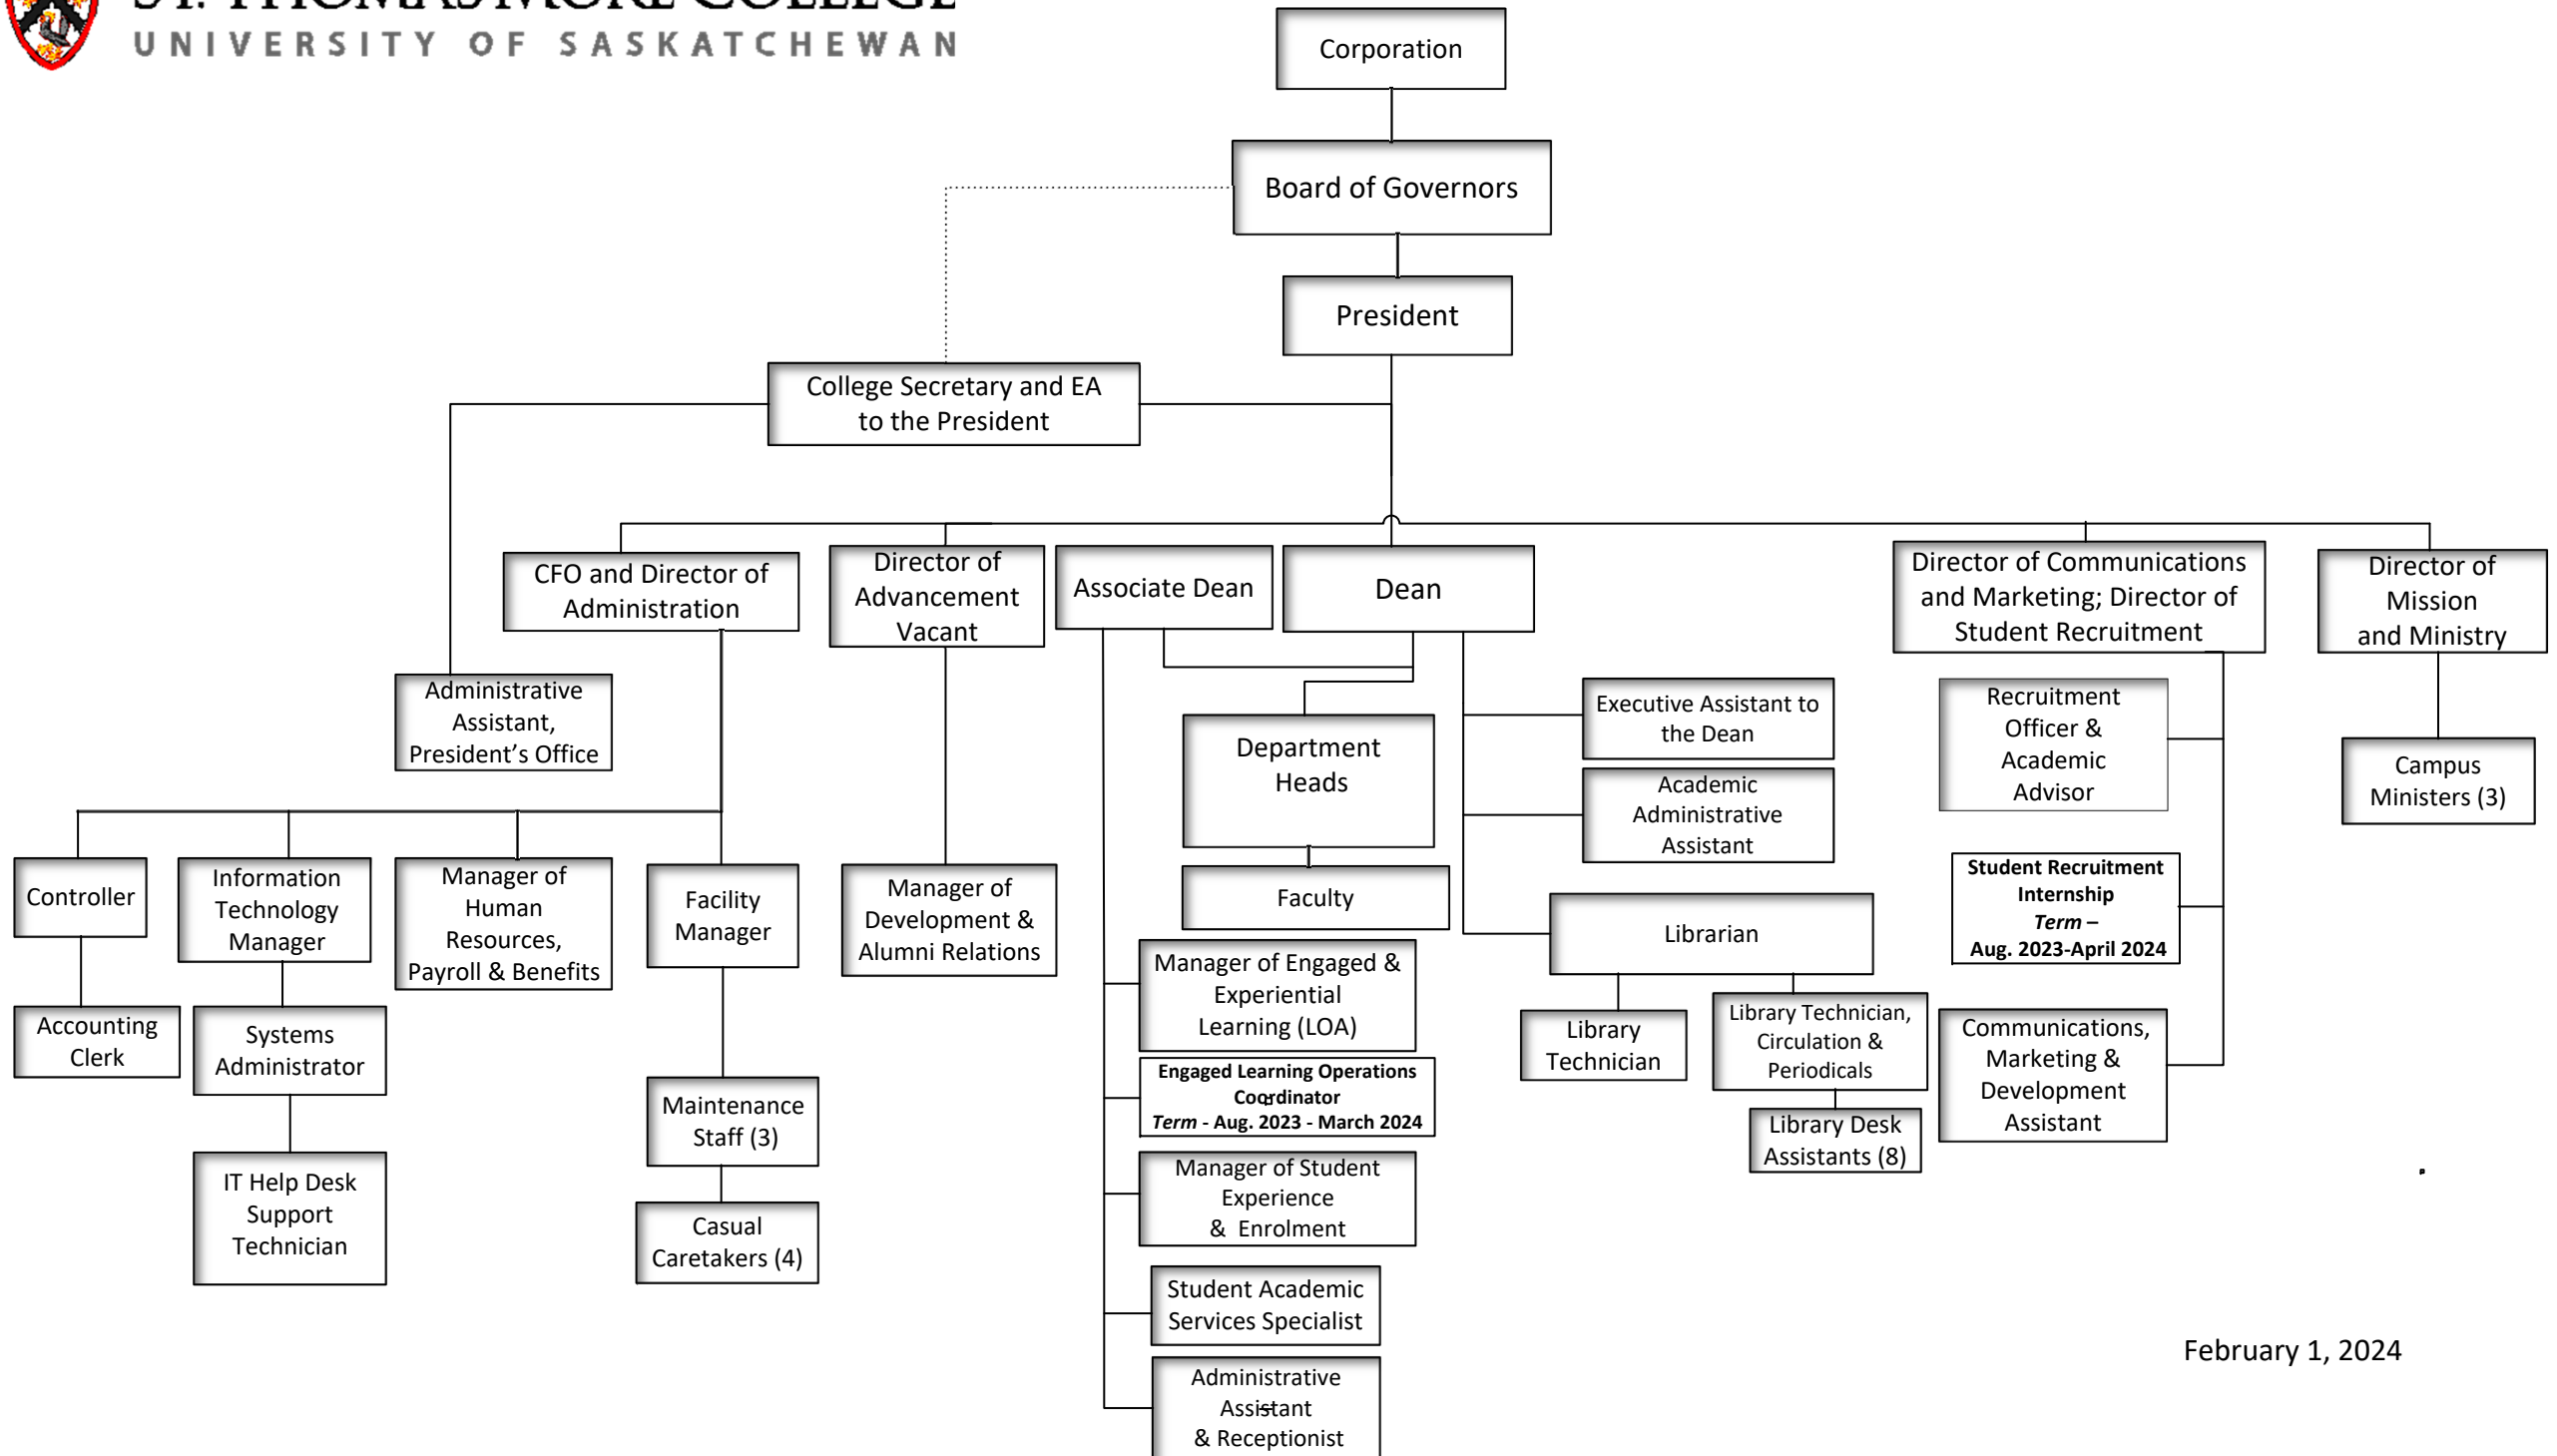 ST. THOMAS MORE COLLEGE
UNIVERSITY OF SASKATCHEWAN
Corporation
Board of Governors
President
College Secretary and EA
to the President
CFO and Director of
Administration
Director of
Advancement
Vacant
Associate Dean
Dean
Director of Communications
and Marketing; Director of
Student Recruitment
Director of
Mission
and Ministry
Administrative
Assistant,
President’s Office
Department
Heads
Executive Assistant to
the Dean
Recruitment
Officer &
Academic
Advisor
Campus
Ministers (3)
Academic
Administrative
Assistant
Controller
Information
Technology
Manager
Manager of
Human
Resources,
Payroll & Benefits
Facility
Manager
Manager of
Development &
Alumni Relations
Faculty
Librarian
Student Recruitment
Internship
Term –
Aug. 2023-April 2024
Manager of Engaged &
Experiential
Learning (LOA)
Accounting
Clerk
Systems
Administrator
Library
Technician
Library Technician,
Circulation &
Periodicals
Communications,
Marketing &
Development
Assistant
Engaged Learning Operations
Coordinator
Term - Aug. 2023 - March 2024
Maintenance
Staff (3)
Library Desk
Assistants (8)
IT Help Desk
Support
Technician
Manager of Student
Experience
& Enrolment
Casual
Caretakers (4)
Student Academic
Services Specialist
Administrative
Assistant
& Receptionist
February 1, 2024